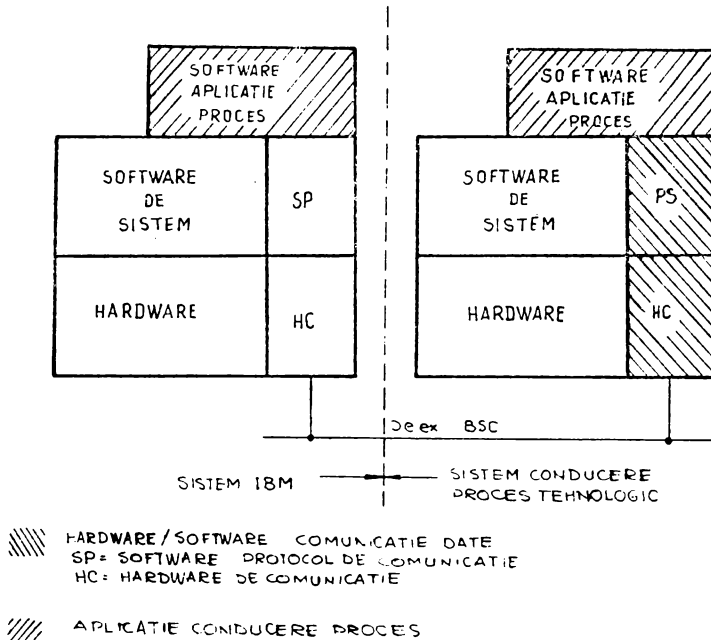 SOFTWARE
APLICATIE
PROCES
SOFTWARE
DE
SISTEM
SP
HARDWARE
HC
SOFTWARE
APLICATIE
PROCES
SOFTWARE
DE
SISTEM
PS
HARDWARE
HC
De ex BSC
SISTEM IBM
SISTEM CONDUCERE
PROCES TEHNOLOGIC
HARDWARE/SOFTWARE COMUNICATIE DATE
SP= SOFTWARE PROTOCOL DE COMUNICATIE
HC= HARDWARE DE COMUNICATIE
APLICATIE CONDUCERE PROCES